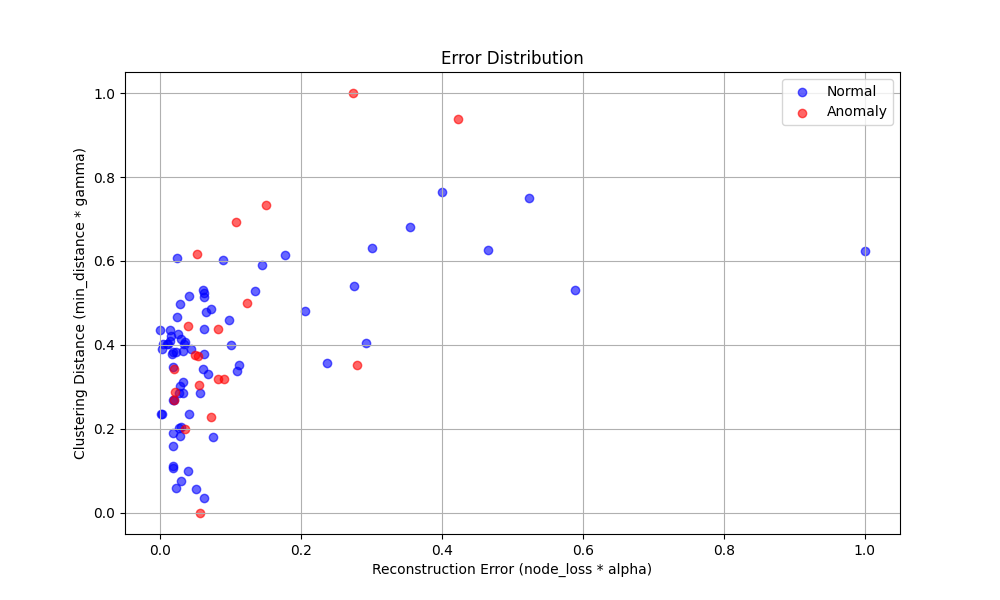 Error Distribution
Normal
Anomaly
Clustering Distance (min_distance * gamma)
1.0
0.8
0.6
0.4
0.2
0.0
0.0 0.2 0.4 0.6 0.8 1.0
Reconstruction Error (node_loss * alpha)